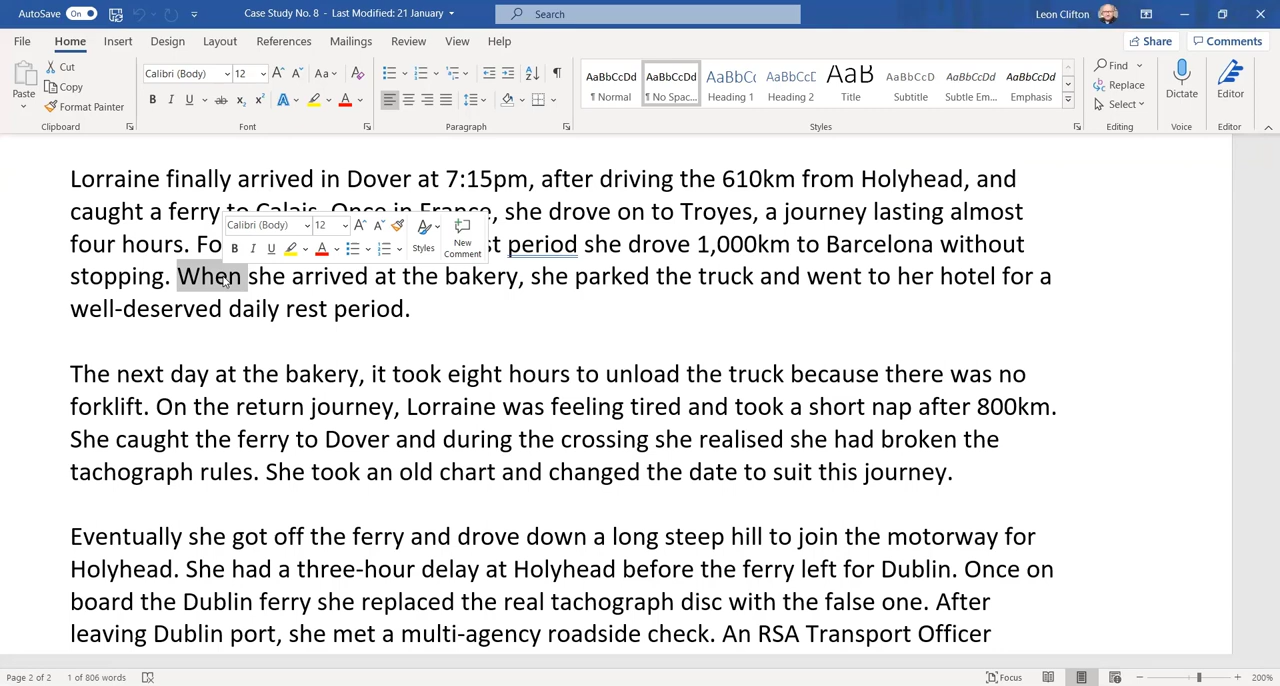 AutoSave On Case Study No. 8 - Last Modified: 21 January Search Leon Clifton
File Home Insert Design Layout References Mailings Review View Help Share Comments
Paste Cut Copy Format Painter Clipboard
Calibri (Body) 12 Aa B I U ab x₂ x² A A Font
Paragraph
AaBbCcDd AaBbCcDd AaBbCc AaBbCcD AaB AaBbCcD AaBbCcDd AaBbCcDd
¶ Normal ¶ No Spac... Heading 1 Heading 2 Title Subtitle Subtle Em... Emphasis
Styles
Find Replace Select Editing
Dictate Voice
Editor Editor
Lorraine finally arrived in Dover at 7:15pm, after driving the 610km from Holyhead, and
caught a ferry to Calais. Once in France, she drove on to Troyes, a journey lasting almost
Calibri (Body) 12 B I U A Styles New Comment
four hours. Fo st period she drove 1,000km to Barcelona without
stopping. When she arrived at the bakery, she parked the truck and went to her hotel for a
well-deserved daily rest period.
The next day at the bakery, it took eight hours to unload the truck because there was no
forklift. On the return journey, Lorraine was feeling tired and took a short nap after 800km.
She caught the ferry to Dover and during the crossing she realised she had broken the
tachograph rules. She took an old chart and changed the date to suit this journey.
Eventually she got off the ferry and drove down a long steep hill to join the motorway for
Holyhead. She had a three-hour delay at Holyhead before the ferry left for Dublin. Once on
board the Dublin ferry she replaced the real tachograph disc with the false one. After
leaving Dublin port, she met a multi-agency roadside check. An RSA Transport Officer
Page 2 of 2 1 of 806 words Focus 200%